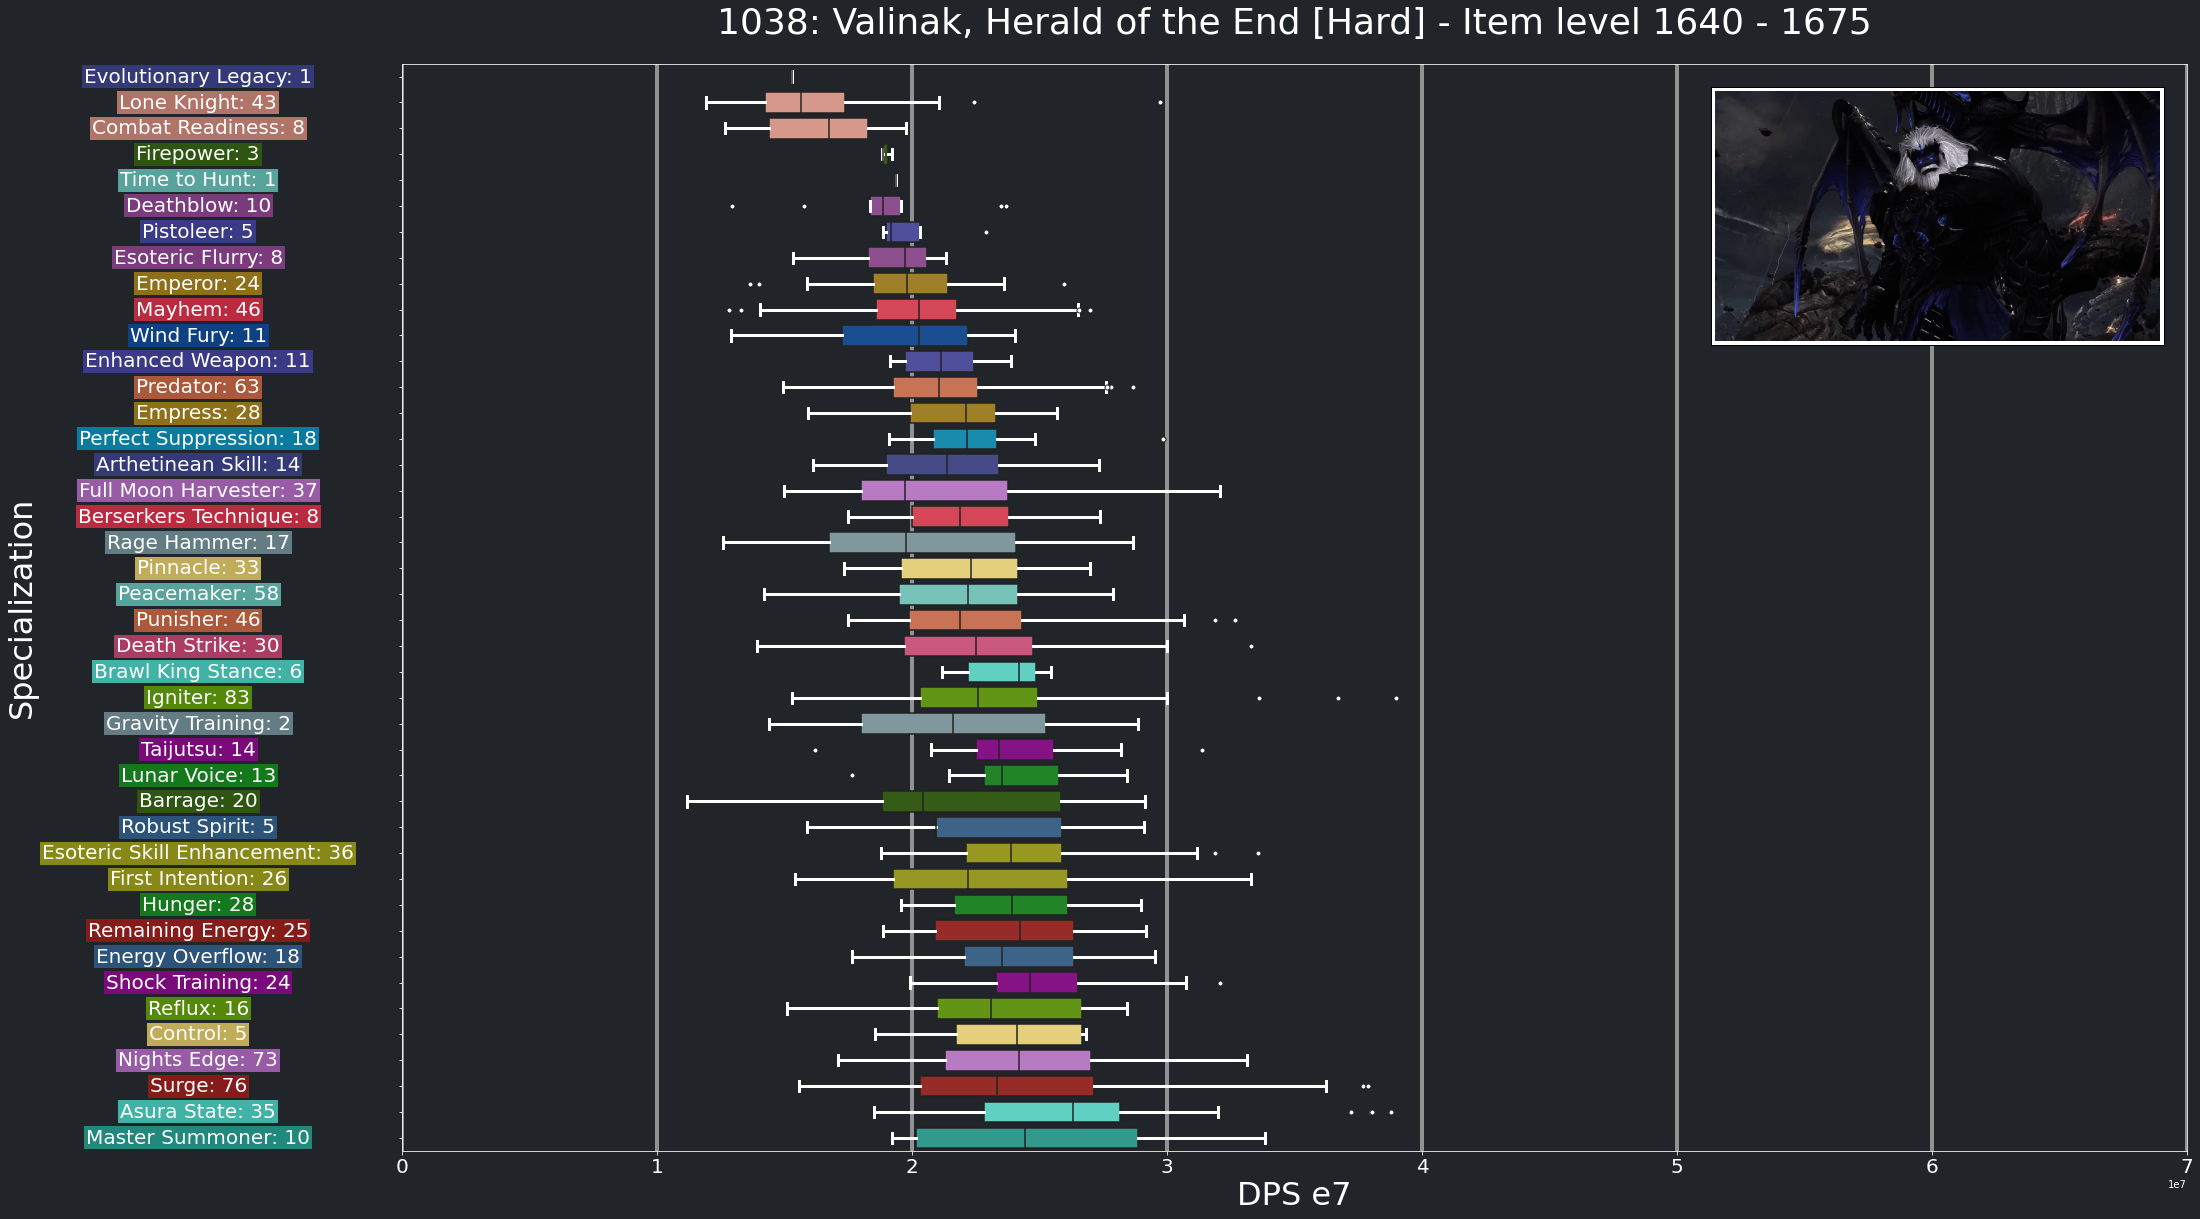 1038: Valinak, Herald of the End [Hard] - Item level 1640 - 1675
Specialization
Evolutionary Legacy: 1
Lone Knight: 43
Combat Readiness: 8
Firepower: 3
Time to Hunt: 1
Deathblow: 10
Pistoleer: 5
Esoteric Flurry: 8
Emperor: 24
Mayhem: 46
Wind Fury: 11
Enhanced Weapon: 11
Predator: 63
Empress: 28
Perfect Suppression: 18
Arthetinean Skill: 14
Full Moon Harvester: 37
Berserkers Technique: 8
Rage Hammer: 17
Pinnacle: 33
Peacemaker: 58
Punisher: 46
Death Strike: 30
Brawl King Stance: 6
Igniter: 83
Gravity Training: 2
Taijutsu: 14
Lunar Voice: 13
Barrage: 20
Robust Spirit: 5
Esoteric Skill Enhancement: 36
First Intention: 26
Hunger: 28
Remaining Energy: 25
Energy Overflow: 18
Shock Training: 24
Reflux: 16
Control: 5
Nights Edge: 73
Surge: 76
Asura State: 35
Master Summoner: 10
0 1 2 3 4 5 6 7
1e7
DPS e7